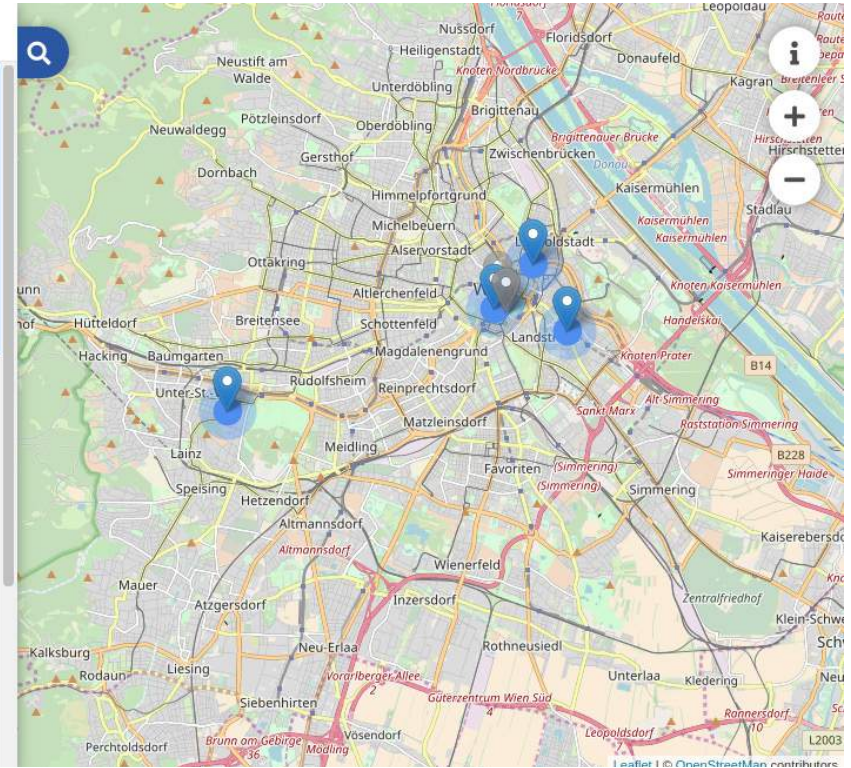 Leopoldau
Nussdorf
Floridsdorf
Heiligenstadt
Donaufeld
Neustift am
Walde
Knoten Nordbrücke
Kagran
Breitenleer S
Unterdöbling
Brigittenau
Pötzleinsdorf
Oberdöbling
Neuwaldegg
Brigittenauer Brücke
Hirschstetten
Gersthof
Zwischenbrücken
Donau
Dornbach
Kaisermühlen
Himmelpfortgrund
Stadlau
Michelbeuern
Kaisermühlen
Kaisermühlen
Alservorstadt
Ottakring
Knoten Kaisermühlen
Altlerchenfeld
Handelskai
Hütteldorf
Breitensee
Schottenfeld
Hacking
Baumgarten
Magdalenengrund
Knoten Prater
B14
Rudolfsheim
Reinprechtsdorf
Alt-Simmering
Sankt Marx
Matzleinsdorf
Raststation Simmering
Lainz
Meidling
B228
Speising
Favoriten
(Simmering)
(Simmering)
Simmering
Simmeringer Haide
Hetzendorf
Altmannsdorf
Altmannsdorf
Wienerfeld
Mauer
Atzgersdorf
Inzersdorf
Zentralfriedhof
Neu-Erlaa
Rothneusiedl
Kalksburg
Rodaun
Liesing
Vorarlberger Allee
2
Unterlaa
Kledering
Siebenhirten
Güterzentrum Wien Süd
4
Rannersdorf
10
Perchtoldsdorf
Brunn am Gebirge
36
Mödling
Vösendorf
Leopoldsdorf
7
L2003
Leaflet | © OpenStreetMap contributors